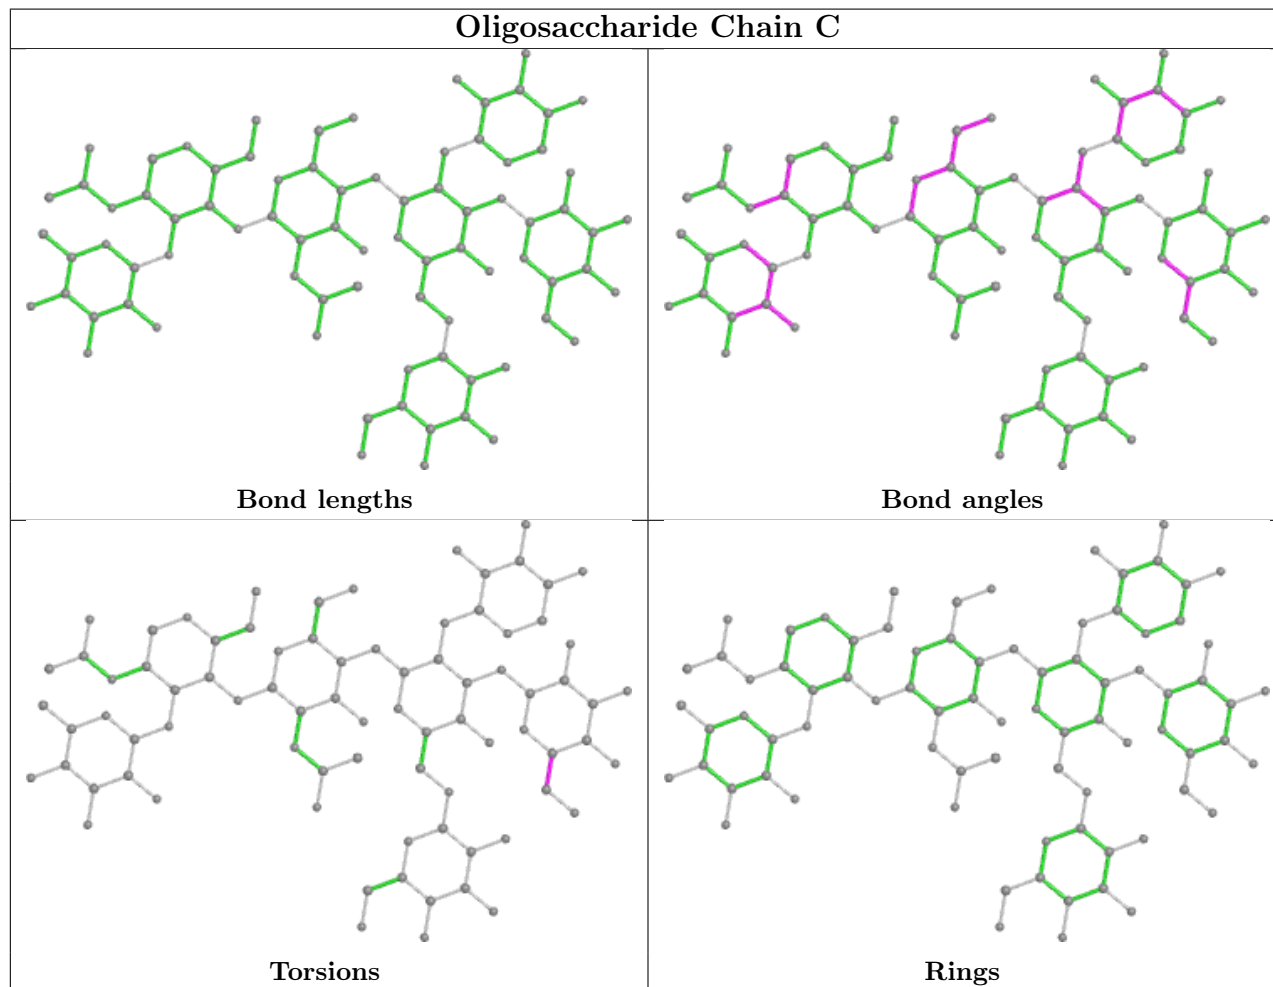 Oligosaccharide Chain C
Bond lengths
Bond angles
Torsions
Rings